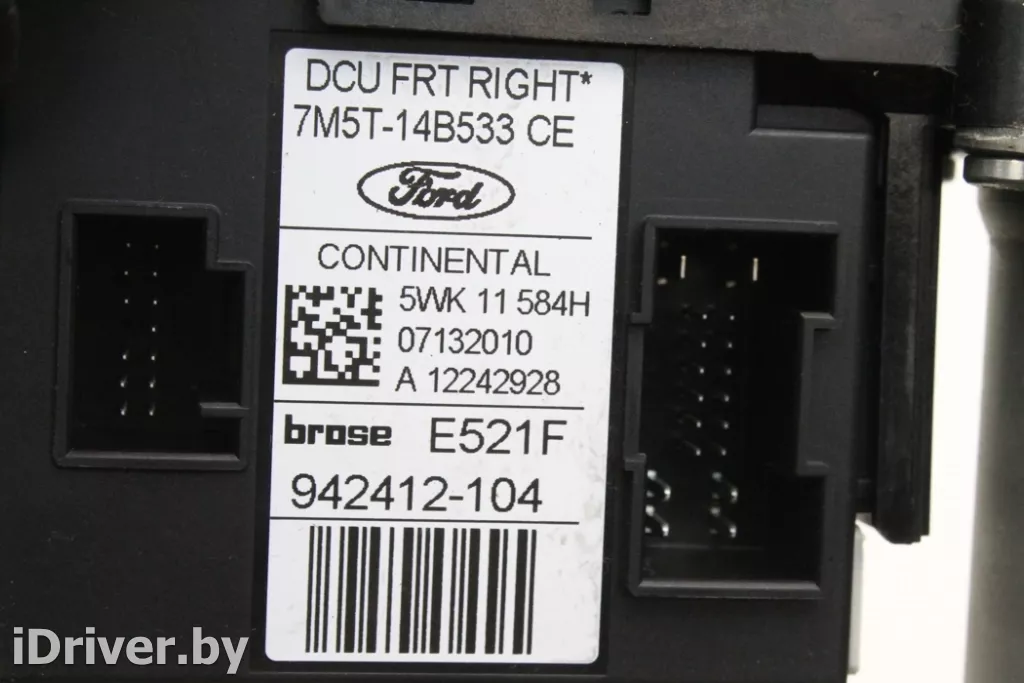 DCU FRT RIGHT*
7M5T-14B533 CE
Ford
CONTINENTAL
5WK 11 584H
07132010
A 12242928
brose E521F
942412-104
iDriver.by